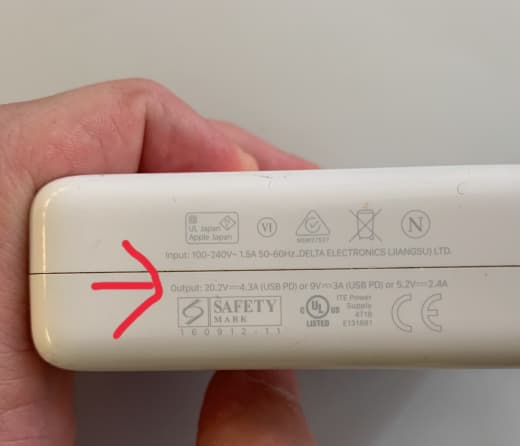 UL Japan
Apple Japan
VI
N
Input: 100-240V~ 1.5A 50-60Hz.,DELTA ELECTRONICS (JIANGSU) LTD.
Output: 20.2V⎓4.3A (USB PD) or 9V⎓3A (USB PD) or 5.2V⎓2.4A
S SAFETY
MARK
160912-11
C UL US
LISTED
ITE Power
Supply
E131881
CE